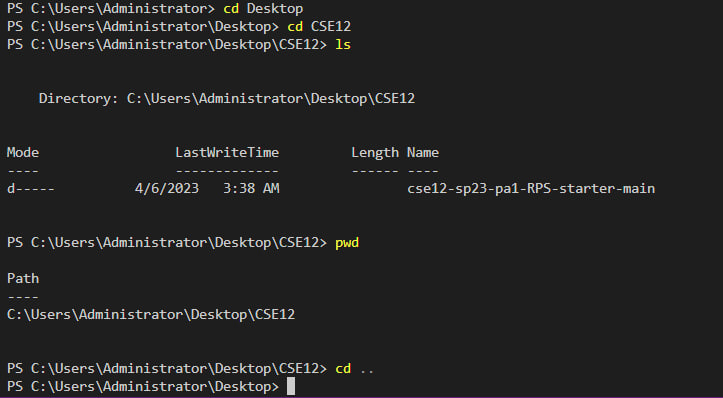 PS C:\Users\Administrator> cd Desktop
PS C:\Users\Administrator\Desktop> cd CSE12
PS C:\Users\Administrator\Desktop\CSE12> ls
Directory: C:\Users\Administrator\Desktop\CSE12
Mode                 LastWriteTime         Length Name
----                 -------------         ------ ----
d-----          4/6/2023   3:38 AM                cse12-sp23-pa1-RPS-starter-main
PS C:\Users\Administrator\Desktop\CSE12> pwd
Path
----
C:\Users\Administrator\Desktop\CSE12
PS C:\Users\Administrator\Desktop\CSE12> cd ..
PS C:\Users\Administrator\Desktop>